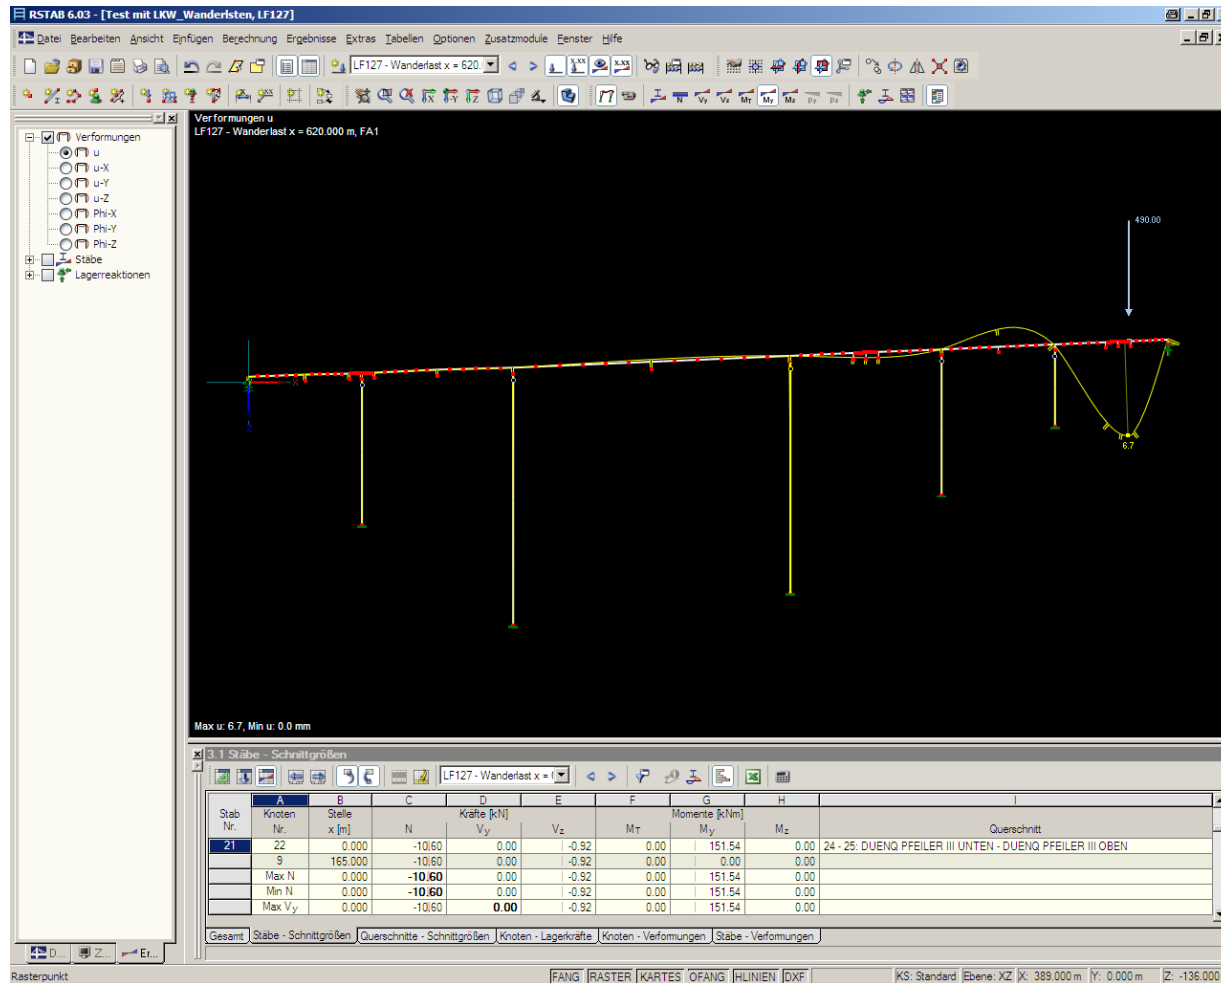 RSTAB 6.03 - [Test mit LKW_Wanderlsten, LF127]
Datei Bearbeiten Ansicht Einfügen Berechnung Ergebnisse Extras Tabellen Optionen Zusatzmodule Fenster Hilfe
LF127 - Wanderlast x = 620.
Verformungen
u
u-X
u-Y
u-Z
Phi-X
Phi-Y
Phi-Z
Stäbe
Lagerreaktionen
Verformungen u
LF127 - Wanderlast x = 620.000 m, FA1
490.00
X
Z
6.7
Max u: 6.7, Min u: 0.0 mm
3.1 Stäbe - Schnittgrößen
LF127 - Wanderlast x = (
A B C D E F G H I
Stab Knoten Stelle Kräfte [kN] Momente [kNm]
Nr. Nr. x [m] N Vy Vz MT My Mz Querschnitt
21 22 0.000 -10.60 0.00 -0.92 0.00 151.54 0.00 24 - 25: DUENQ PFEILER III UNTEN - DUENQ PFEILER III OBEN
9 165.000 -10.60 0.00 -0.92 0.00 0.00 0.00
Max N 0.000 -10.60 0.00 -0.92 0.00 151.54 0.00
Min N 0.000 -10.60 0.00 -0.92 0.00 151.54 0.00
Max Vy 0.000 -10.60 0.00 -0.92 0.00 151.54 0.00
Gesamt Stäbe - Schnittgrößen Querschnitte - Schnittgrößen Knoten - Lagerkräfte Knoten - Verformungen Stäbe - Verformungen
D... Z... Er...
Rasterpunkt FANG RASTER KARTES OFANG HLINIEN DXF KS: Standard Ebene: XZ X: 389.000 m Y: 0.000 m Z: -136.000